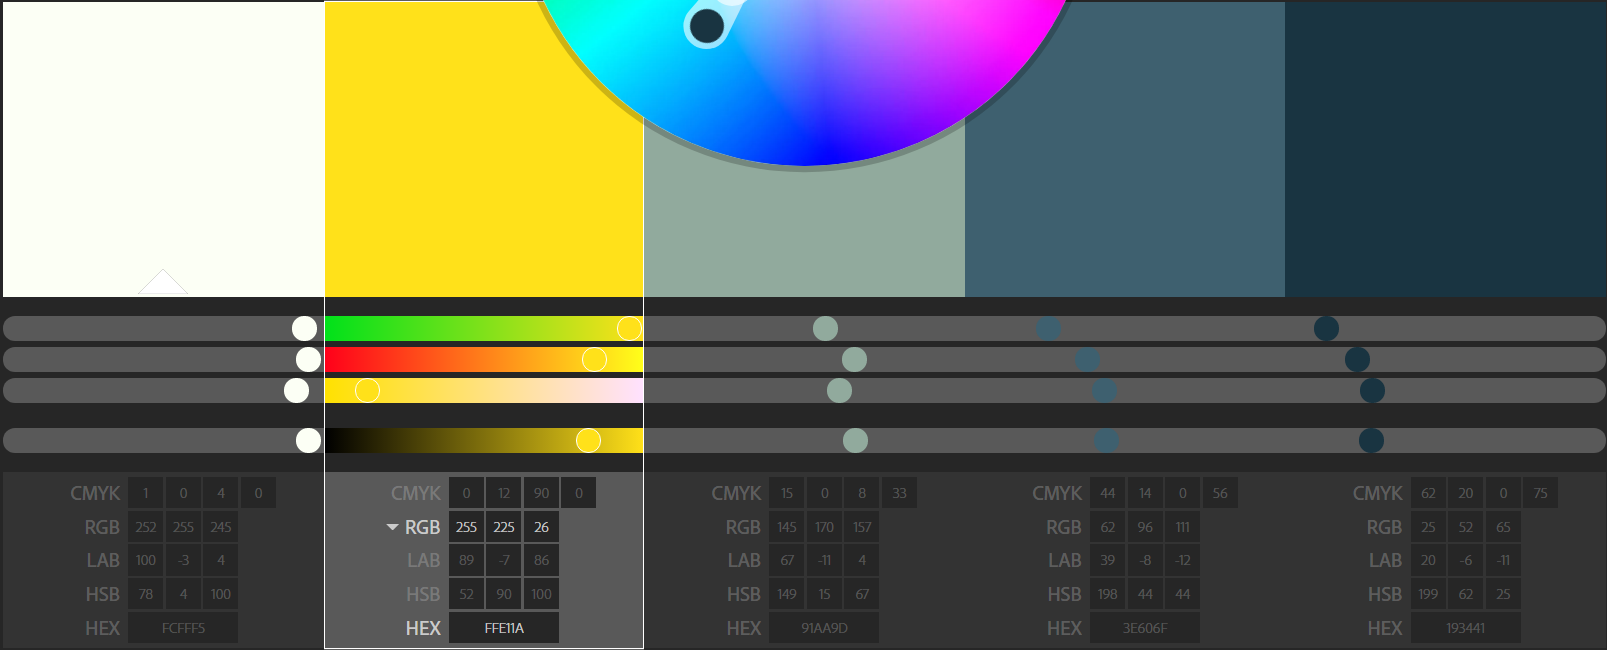 CMYK 1 0 4 0 CMYK 0 12 90 0 CMYK 15 0 8 33 CMYK 44 14 0 56 CMYK 62 20 0 75
RGB 252 255 245 RGB 255 225 26 RGB 145 170 157 RGB 62 96 111 RGB 25 52 65
LAB 100 -3 4 LAB 89 -7 86 LAB 67 -11 4 LAB 39 -8 -12 LAB 20 -6 -11
HSB 78 4 100 HSB 52 90 100 HSB 149 15 67 HSB 198 44 44 HSB 199 62 25
HEX FCFFF5 HEX FFE11A HEX 91AA9D HEX 3E606F HEX 193441